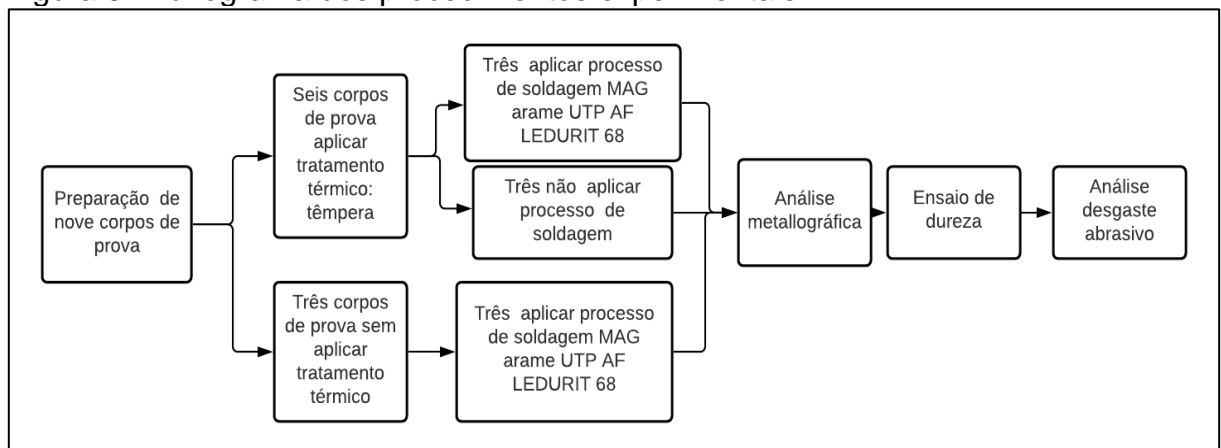 Três aplicar processo
de soldagem MAG
arame UTP AF
LEDURIT 68
Seis corpos
de prova
aplicar
tratamento
térmico:
têmpera
Três não aplicar
processo de
soldagem
Preparação de
nove corpos de
prova
Análise
metallográfica
Ensaio de
dureza
Análise
desgaste
abrasivo
Três corpos
de prova sem
aplicar
tratamento
térmico
Três aplicar processo
de soldagem MAG
arame UTP AF
LEDURIT 68